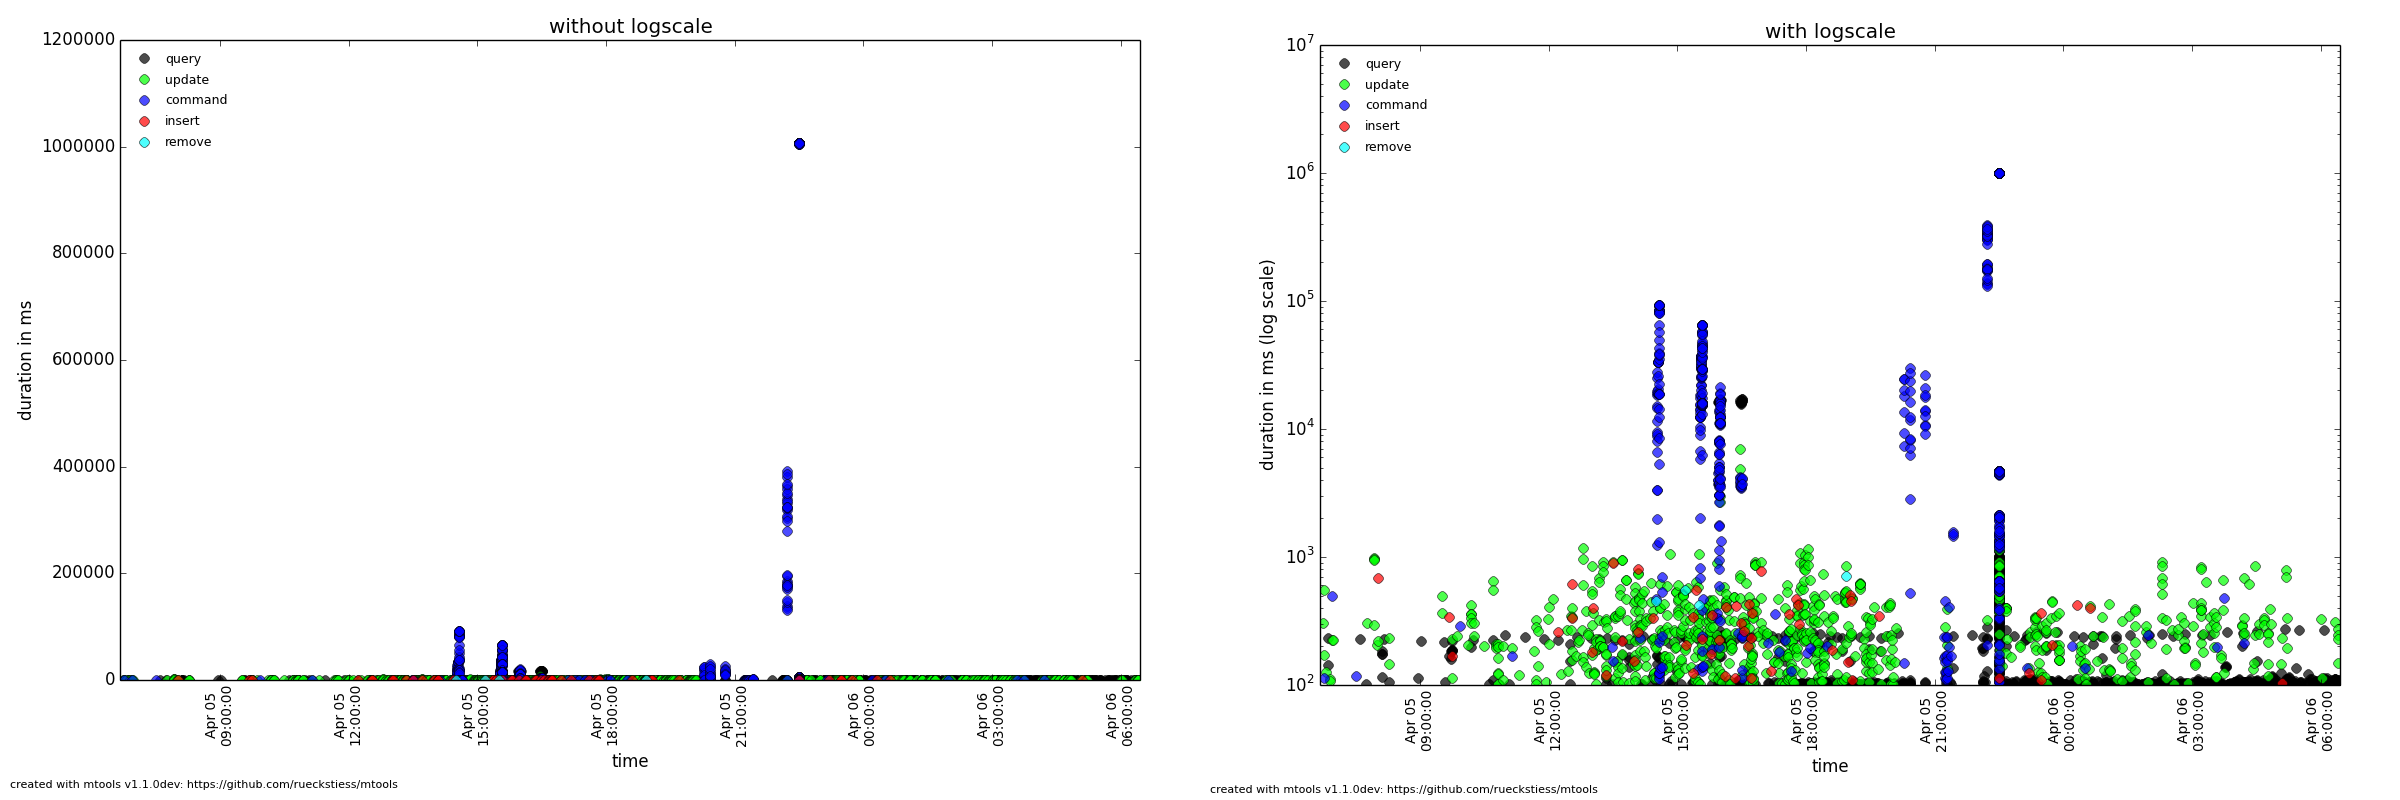 without logscale
1200000
1000000
800000
600000
400000
200000
0
duration in ms
query
update
command
insert
remove
Apr 05
09:00:00
Apr 05
12:00:00
Apr 05
15:00:00
Apr 05
18:00:00
Apr 05
21:00:00
Apr 06
00:00:00
Apr 06
03:00:00
Apr 06
06:00:00
time
created with mtools v1.1.0dev: https://github.com/rueckstiess/mtools
with logscale
10^7
10^6
10^5
10^4
10^3
10^2
duration in ms (log scale)
query
update
command
insert
remove
Apr 05
09:00:00
Apr 05
12:00:00
Apr 05
15:00:00
Apr 05
18:00:00
Apr 05
21:00:00
Apr 06
00:00:00
Apr 06
03:00:00
Apr 06
06:00:00
time
created with mtools v1.1.0dev: https://github.com/rueckstiess/mtools